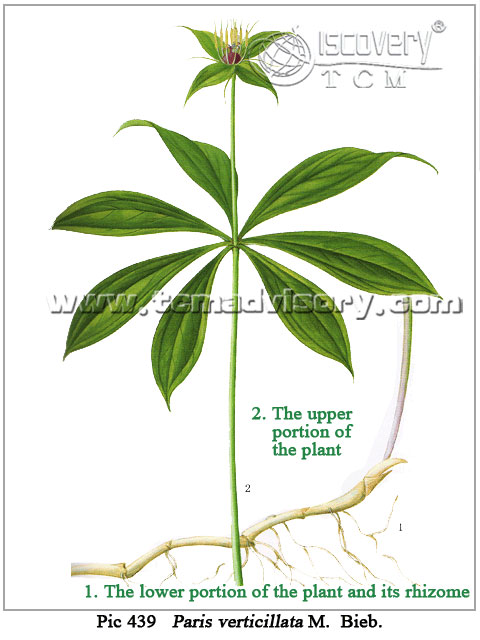 Discovery®
TCM
www.tcmadvisory.com
2. The upper
portion of
the plant
2
1
1. The lower portion of the plant and its rhizome
Pic 439 Paris verticillata M. Bieb.